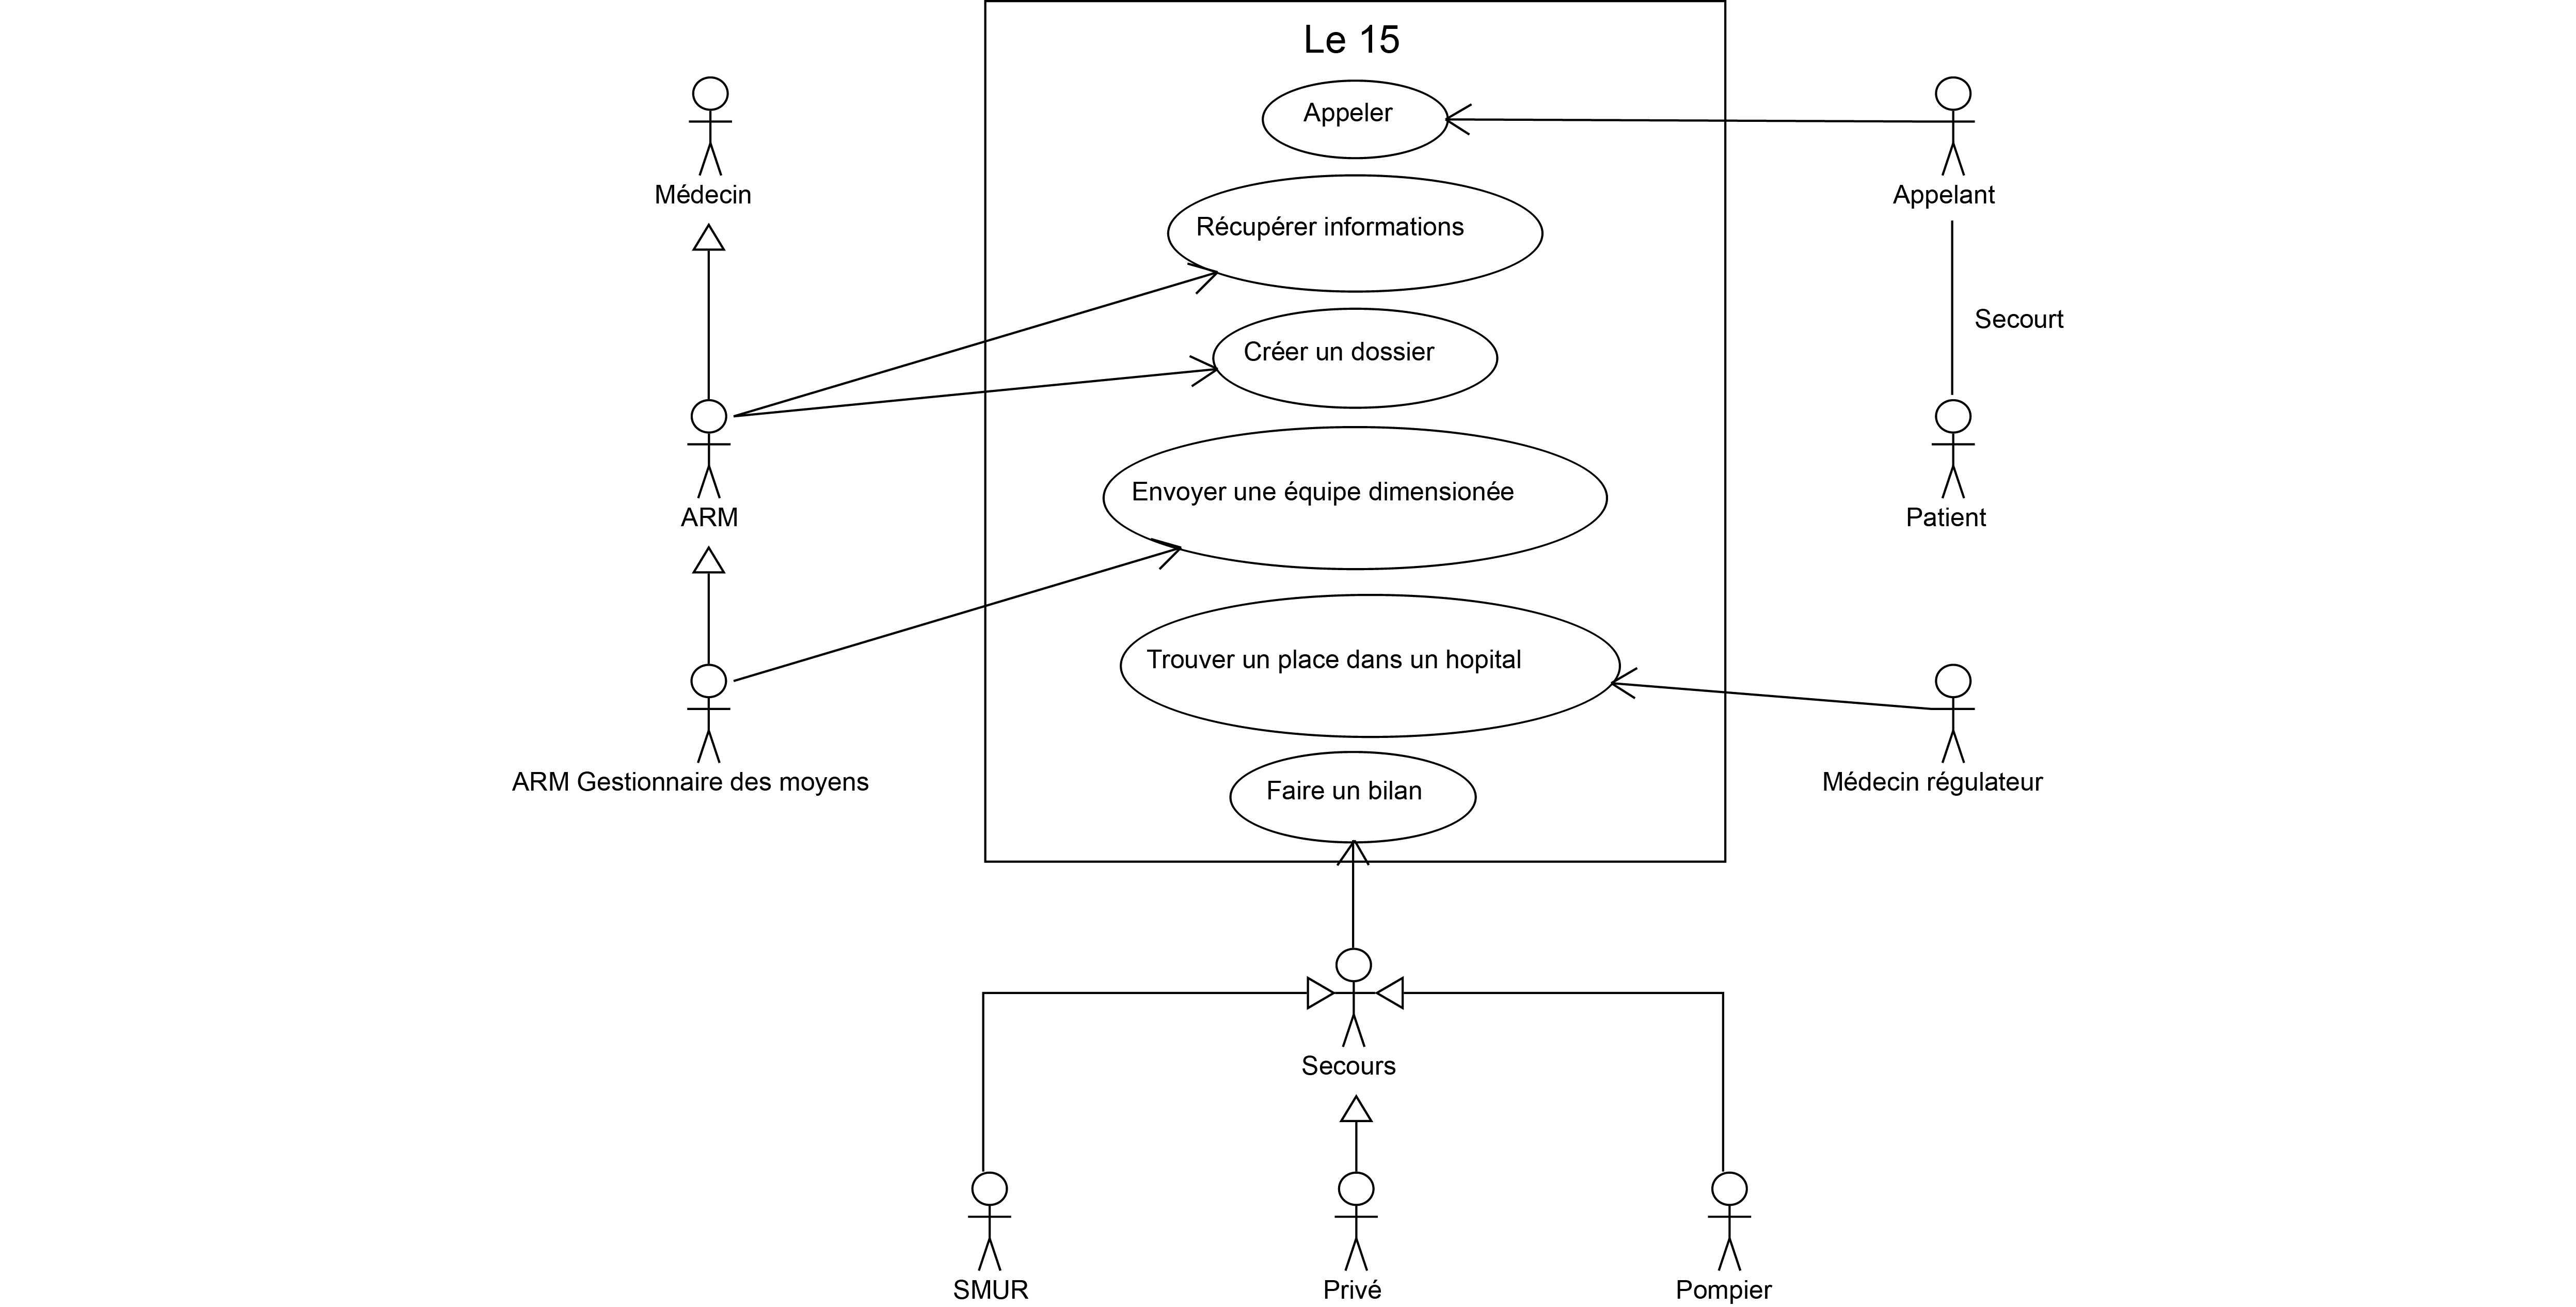 Le 15
Appeler
Médecin
Appelant
Récupérer informations
Secourt
Créer un dossier
Envoyer une équipe dimensionée
ARM
Patient
Trouver un place dans un hopital
ARM Gestionnaire des moyens
Médecin régulateur
Faire un bilan
Secours
SMUR
Privé
Pompier